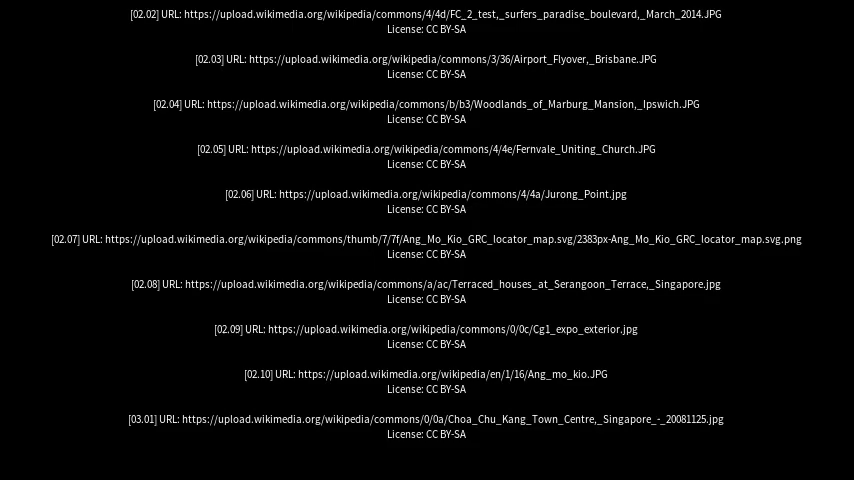 [02.02] URL: https://upload.wikimedia.org/wikipedia/commons/4/4d/FC_2_test,_surfers_paradise_boulevard,_March_2014.JPG
License: CC BY-SA
[02.03] URL: https://upload.wikimedia.org/wikipedia/commons/3/36/Airport_Flyover,_Brisbane.JPG
License: CC BY-SA
[02.04] URL: https://upload.wikimedia.org/wikipedia/commons/b/b3/Woodlands_of_Marburg_Mansion,_Ipswich.JPG
License: CC BY-SA
[02.05] URL: https://upload.wikimedia.org/wikipedia/commons/4/4e/Fernvale_Uniting_Church.JPG
License: CC BY-SA
[02.06] URL: https://upload.wikimedia.org/wikipedia/commons/4/4a/Jurong_Point.jpg
License: CC BY-SA
[02.07] URL: https://upload.wikimedia.org/wikipedia/commons/thumb/7/7f/Ang_Mo_Kio_GRC_locator_map.svg/2383px-Ang_Mo_Kio_GRC_locator_map.svg.png
License: CC BY-SA
[02.08] URL: https://upload.wikimedia.org/wikipedia/commons/a/ac/Terraced_houses_at_Serangoon_Terrace,_Singapore.jpg
License: CC BY-SA
[02.09] URL: https://upload.wikimedia.org/wikipedia/commons/0/0c/Cg1_expo_exterior.jpg
License: CC BY-SA
[02.10] URL: https://upload.wikimedia.org/wikipedia/en/1/16/Ang_mo_kio.JPG
License: CC BY-SA
[03.01] URL: https://upload.wikimedia.org/wikipedia/commons/0/0a/Choa_Chu_Kang_Town_Centre,_Singapore_-_20081125.jpg
License: CC BY-SA